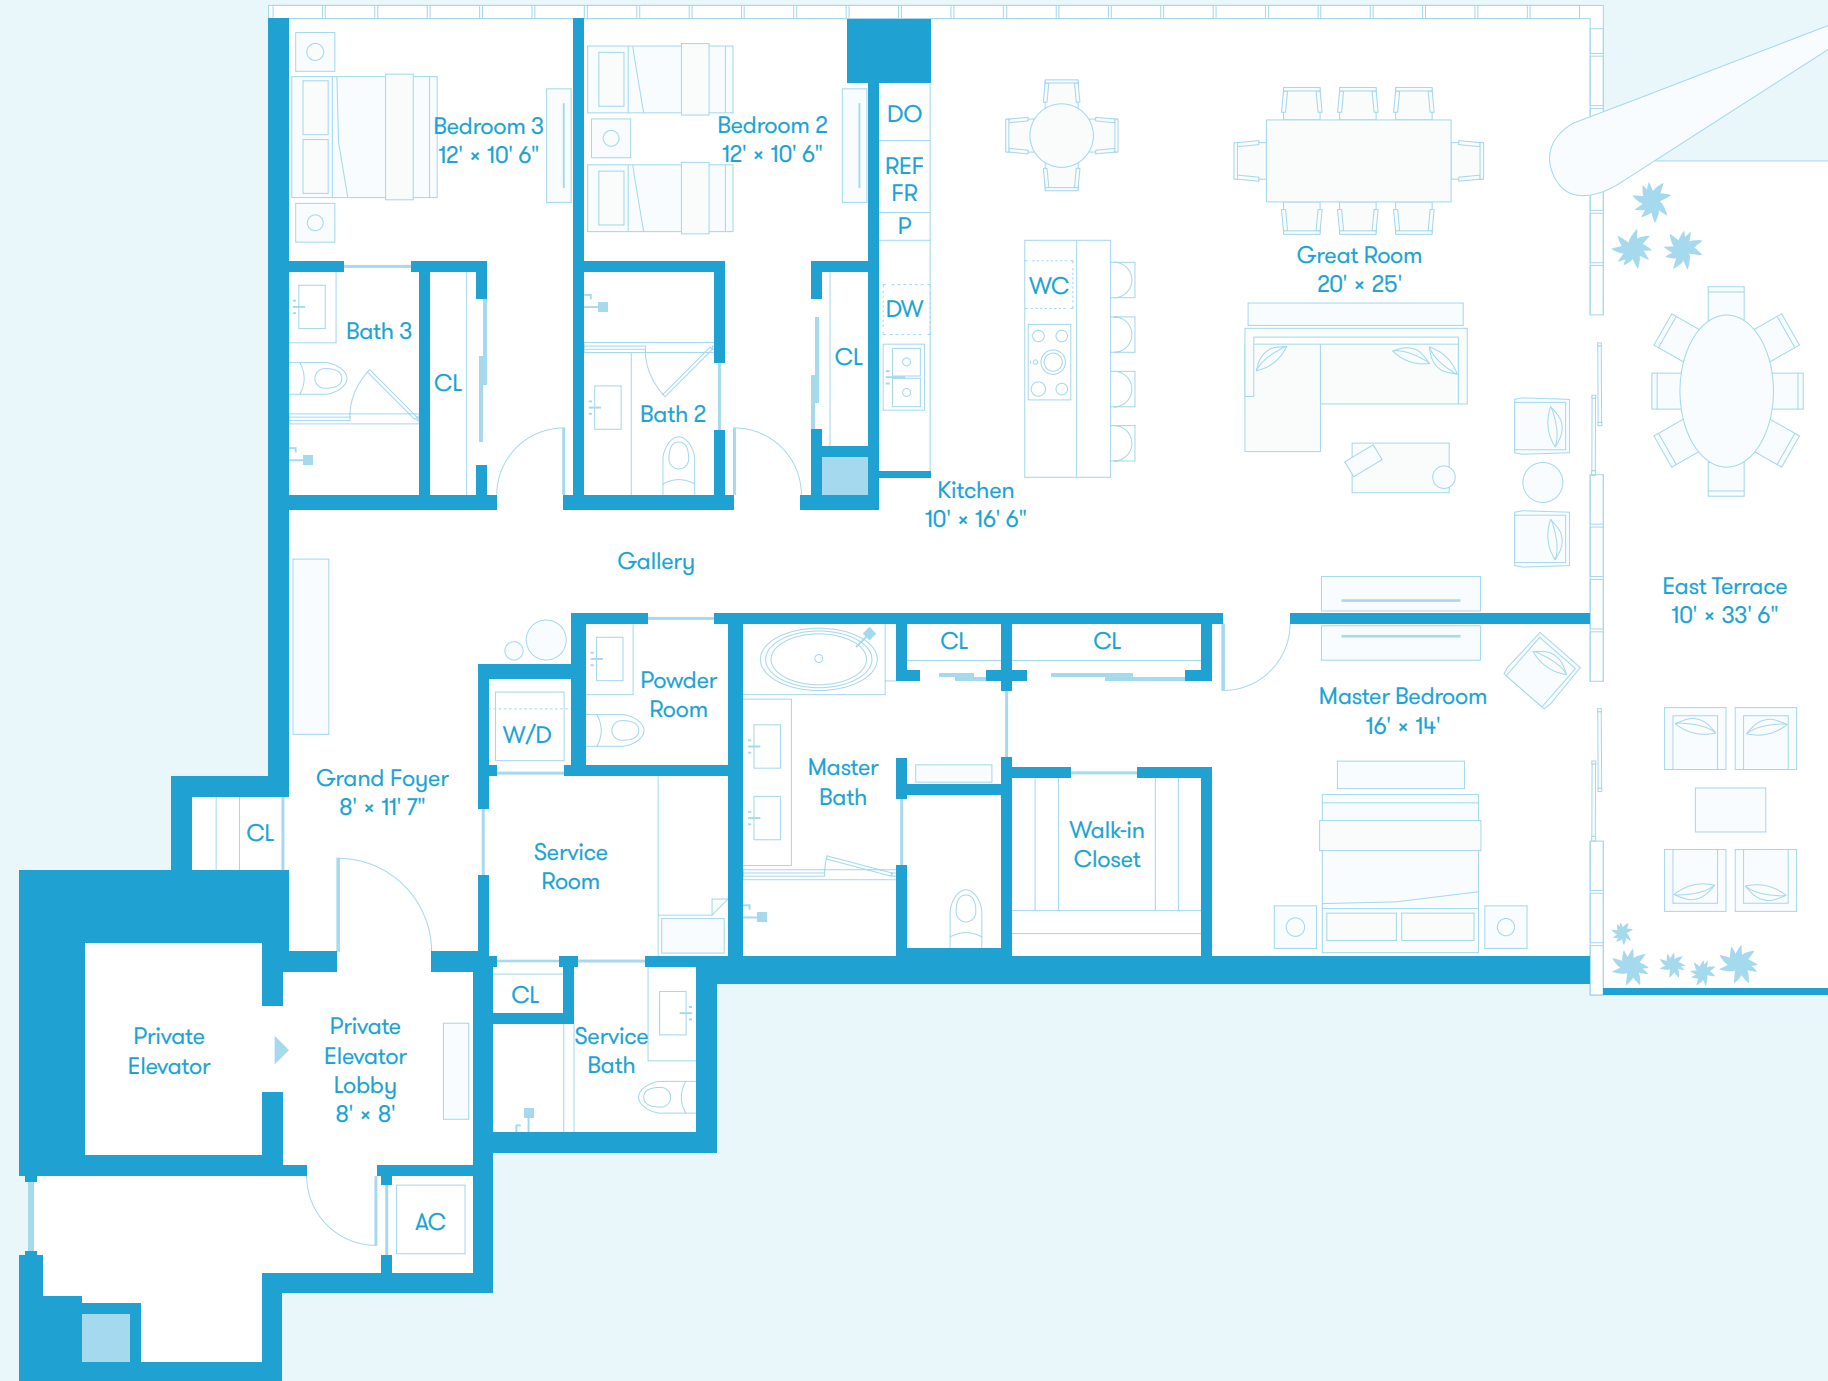 Bedroom 3
12' × 10' 6"
Bedroom 2
12' × 10' 6"
DO
REF
FR
P
DW
WC
Great Room
20' × 25'
Bath 3
CL
Bath 2
CL
Kitchen
10' × 16' 6"
Gallery
East Terrace
10' × 33' 6"
CL
CL
Powder
Room
W/D
Master Bedroom
16' × 14'
Master
Bath
Grand Foyer
8' × 11' 7"
CL
Service
Room
Walk-in
Closet
CL
Private
Elevator
Private
Elevator
Lobby
8' × 8'
Service
Bath
AC